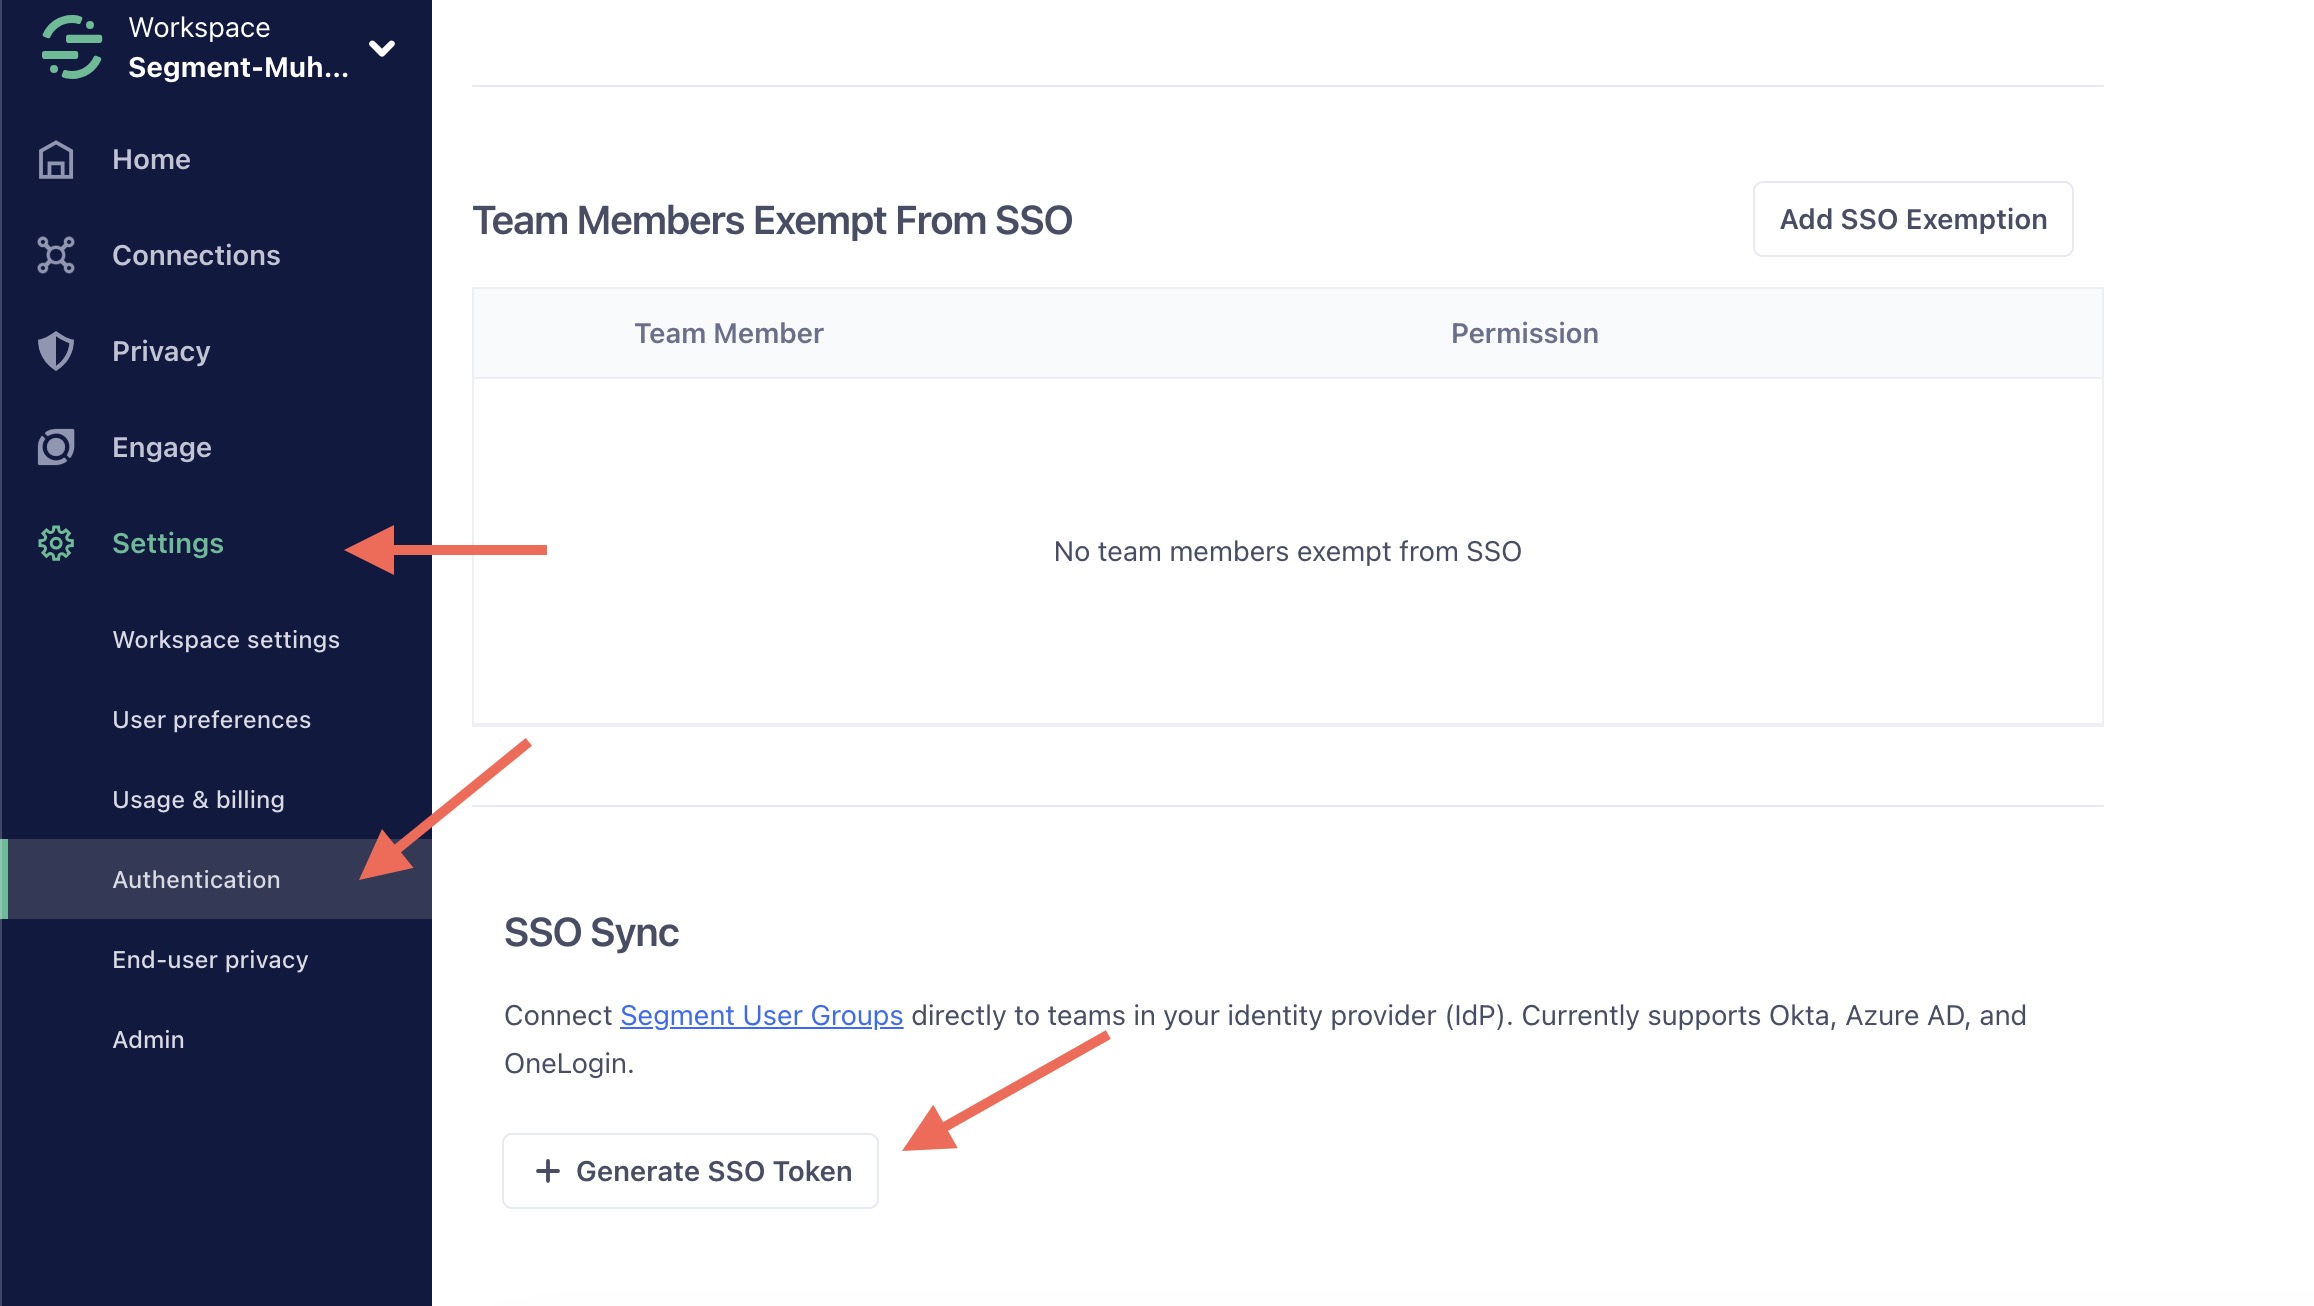 Workspace
Segment-Muh...
Home
Connections
Privacy
Engage
Settings
Workspace settings
User preferences
Usage & billing
Authentication
End-user privacy
Admin
Team Members Exempt From SSO
Add SSO Exemption
Team Member
Permission
No team members exempt from SSO
SSO Sync
Connect Segment User Groups directly to teams in your identity provider (IdP). Currently supports Okta, Azure AD, and
OneLogin.
+ Generate SSO Token